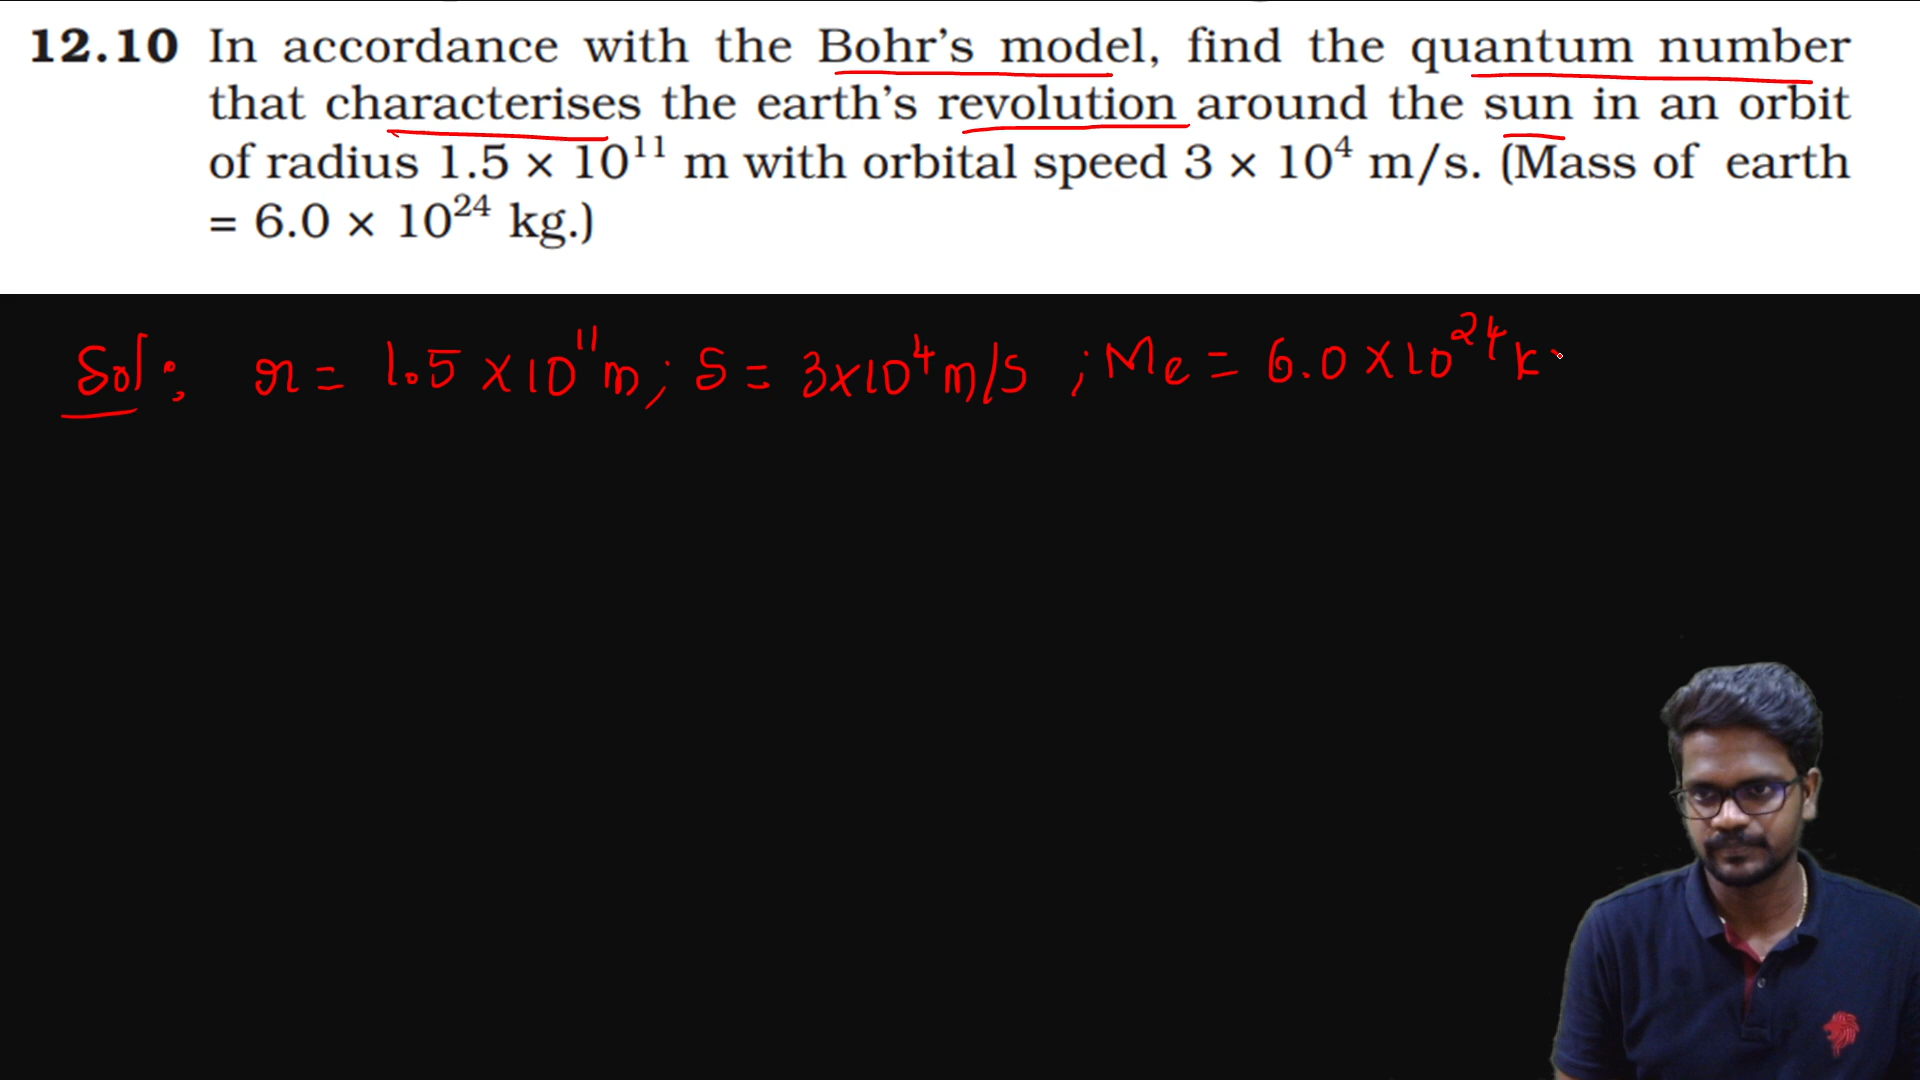 12.10 In accordance with the Bohr's model, find the quantum number
that characterises the earth's revolution around the sun in an orbit
of radius 1.5 × 10¹¹ m with orbital speed 3 × 10⁴ m/s. (Mass of earth
= 6.0 × 10²⁴ kg.)
Sol: r = 1.5 × 10¹¹ m; S = 3×10⁴ m/s ; Me = 6.0 × 10²⁴ k